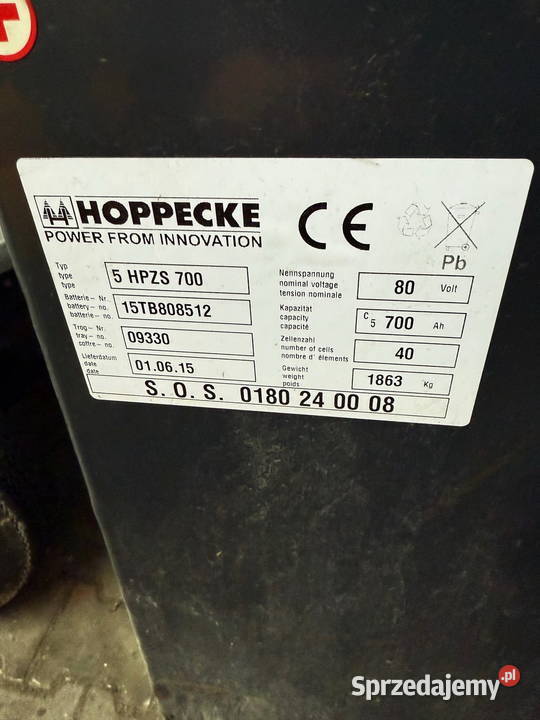 HOPPECKE
POWER FROM INNOVATION
CE
Pb
Typ
type
type
5 HPZS 700
Batterie- Nr.
battery- no.
batterie- no.
15TB808512
Trog- Nr.
tray- no.
coffre- no.
09330
Lieferdatum
date
date
01.06.15
Nennspannung
nominal voltage
tension nominale
80 Volt
Kapazität
capacity
capacité
C5 700 Ah
Zellenzahl
number of cells
nombre d' élements
40
Gewicht
weight
poids
1863 Kg
S. O. S. 0180 24 00 08
Sprzedajemy.pl